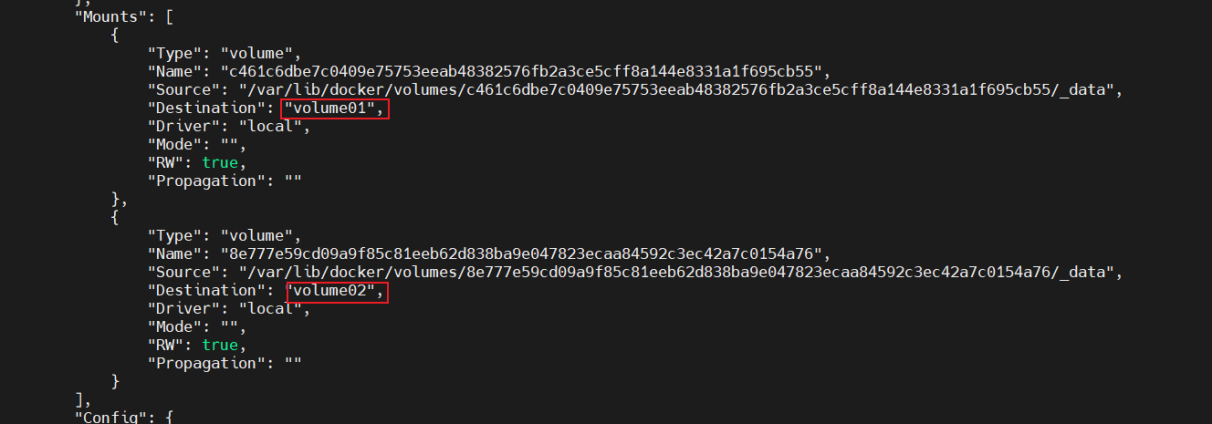 },
"Mounts": [
{
"Type": "volume",
"Name": "c461c6dbe7c0409e75753eeab48382576fb2a3ce5cff8a144e8331a1f695cb55",
"Source": "/var/lib/docker/volumes/c461c6dbe7c0409e75753eeab48382576fb2a3ce5cff8a144e8331a1f695cb55/_data",
"Destination": "volume01",
"Driver": "local",
"Mode": "",
"RW": true,
"Propagation": ""
},
{
"Type": "volume",
"Name": "8e777e59cd09a9f85c81eeb62d838ba9e047823ecaa84592c3ec42a7c0154a76",
"Source": "/var/lib/docker/volumes/8e777e59cd09a9f85c81eeb62d838ba9e047823ecaa84592c3ec42a7c0154a76/_data",
"Destination": "volume02",
"Driver": "local",
"Mode": "",
"RW": true,
"Propagation": ""
}
],
"Config": {